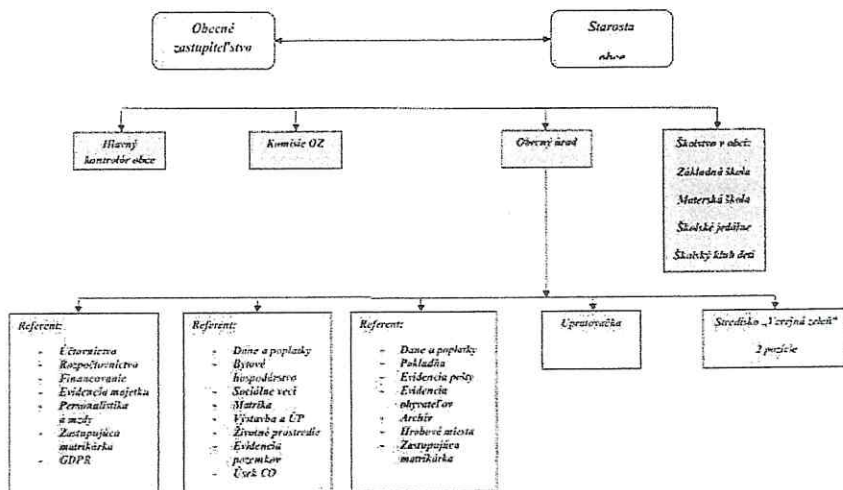 Obecné
zastupiteľstvo
Starosta
obce
Hlavný
kontrolór obce
Komisie OZ
Obecný úrad
Školstvo v obci:
Základná škola
Materská škola
Školské jedálne
Školský klub detí
Referent:
- Účtovníctvo
- Rozpočtovníctvo
- Financovanie
- Evidencia majetku
- Personalistika
a mzdy
- Zastupujúca
matrikárka
- GDPR
Referent:
- Dane a poplatky
- Bytové
hospodárstvo
- Sociálne veci
- Matrika
- Výstavba a ÚP
- Životné prostredie
- Evidencia
pozemkov
- Úsek CO
Referent:
- Dane a poplatky
- Pokladňa
- Evidencia pošty
- Evidencia
obyvateľov
- Archív
- Hrobové miesta
- Zastupujúca
matrikárka
Upratovačka
Stredisko „Verejná zeleň“
2 pozície